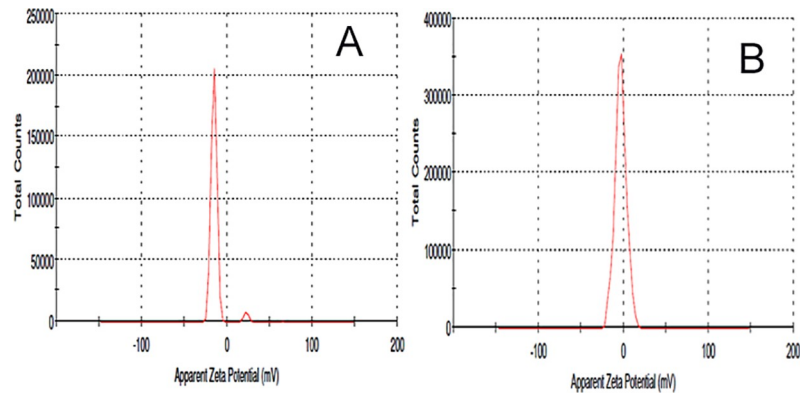 A
250000
200000
150000
100000
50000
0
Total Counts
-100 0 100 200
Apparent Zeta Potential (mV)
B
400000
300000
200000
100000
0
Total Counts
-100 0 100 200
Apparent Zeta Potential (mV)